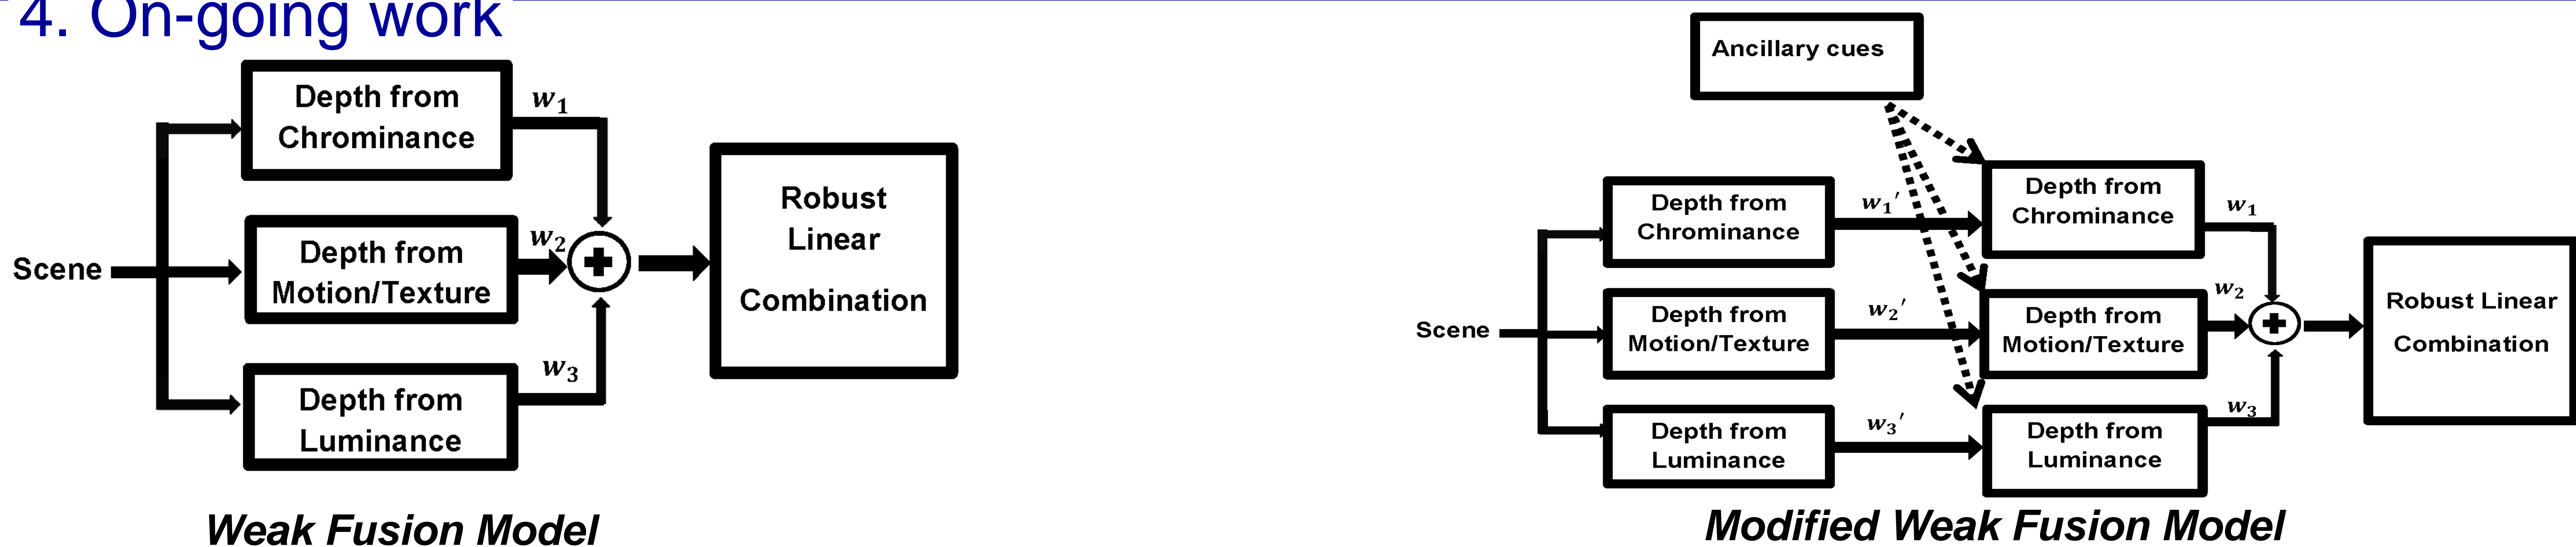 4. On-going work
Depth from
Chrominance
w₁
Scene
Depth from
Motion/Texture
w₂
Depth from
Luminance
w₃
Robust
Linear
Combination
Weak Fusion Model
Ancillary cues
Scene
Depth from
Chrominance
w₁′
Depth from
Motion/Texture
w₂′
Depth from
Luminance
w₃′
Depth from
Chrominance
w₁
Depth from
Motion/Texture
w₂
Depth from
Luminance
w₃
Robust Linear
Combination
Modified Weak Fusion Model